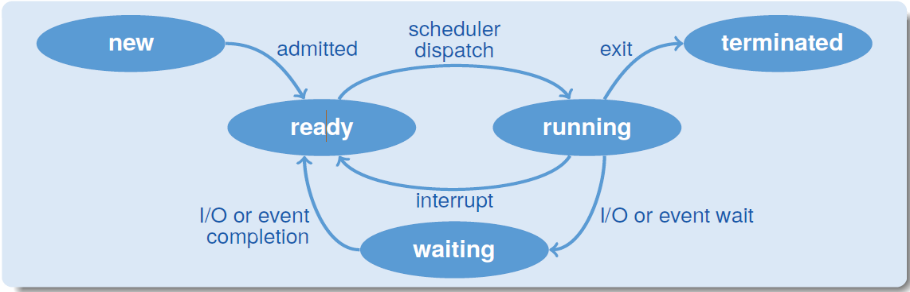 new
admitted
scheduler
dispatch
exit
terminated
ready
running
interrupt
I/O or event
completion
waiting
I/O or event wait